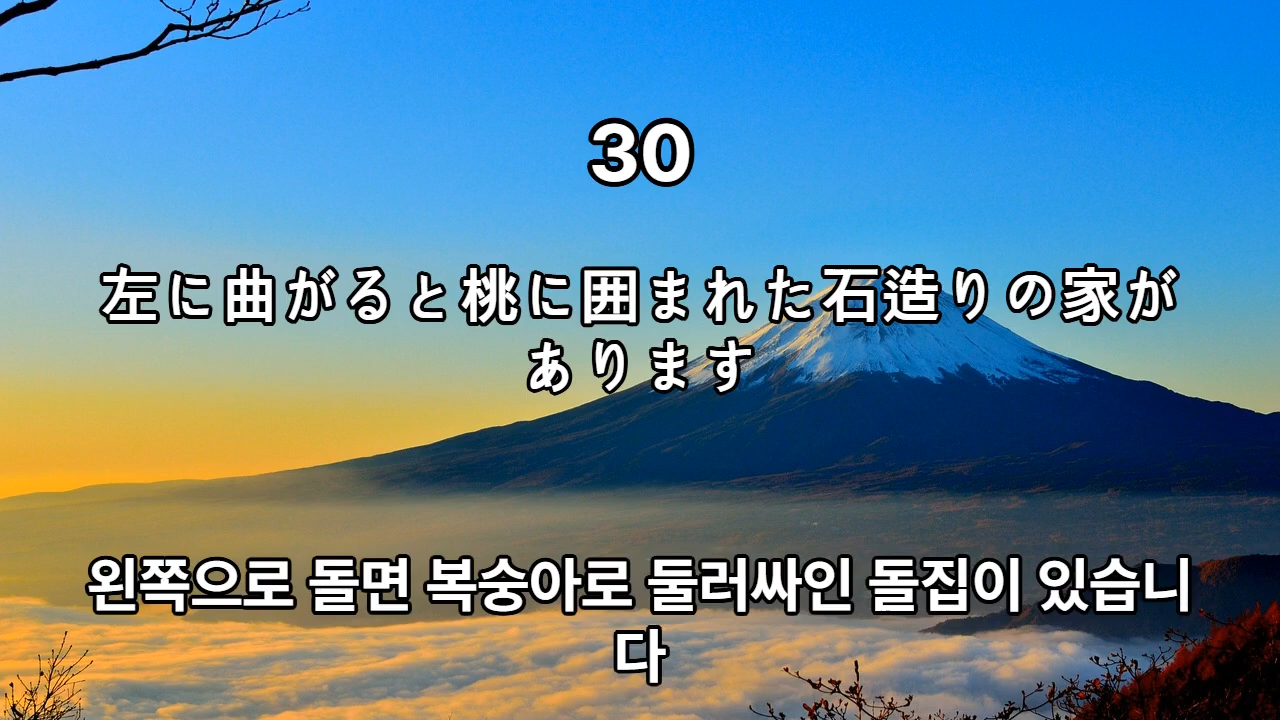 30
左に曲がると桃に囲まれた石造りの家が
あります
왼쪽으로 돌면 복숭아로 둘러싸인 돌집이 있습니
다